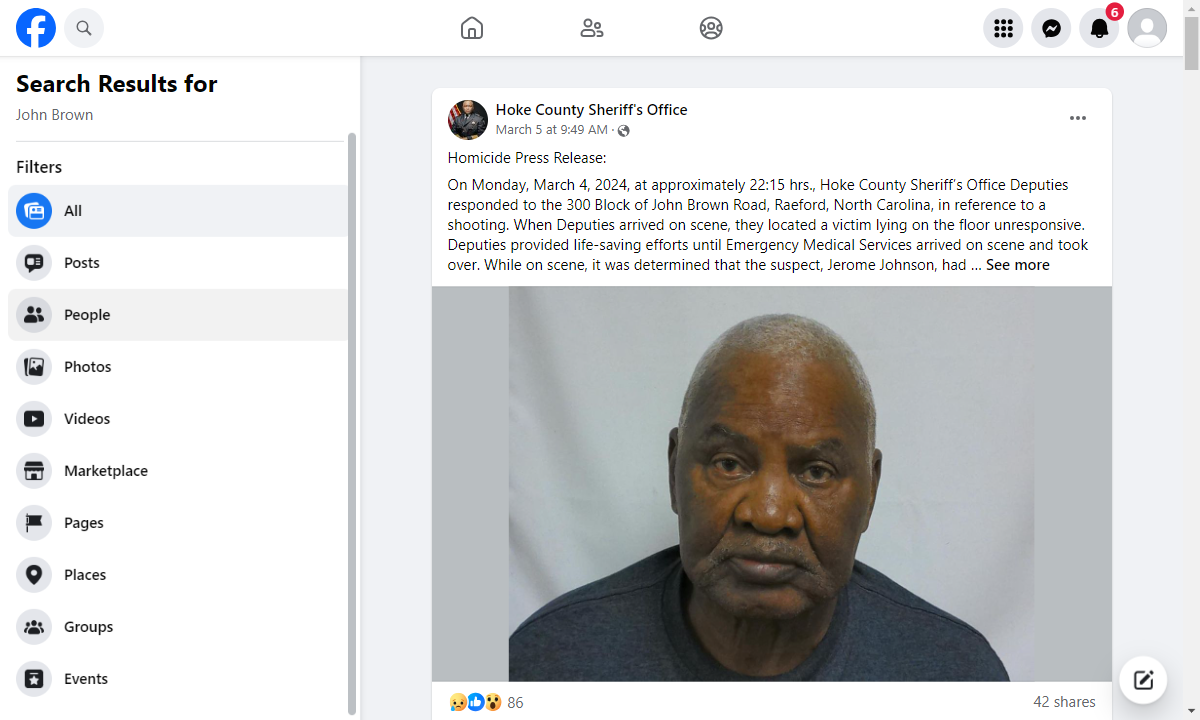 6
Search Results for
John Brown
Filters
All
Posts
People
Photos
Videos
Marketplace
Pages
Places
Groups
Events
Hoke County Sheriff's Office
March 5 at 9:49 AM ·
Homicide Press Release:
On Monday, March 4, 2024, at approximately 22:15 hrs., Hoke County Sheriff's Office Deputies
responded to the 300 Block of John Brown Road, Raeford, North Carolina, in reference to a
shooting. When Deputies arrived on scene, they located a victim lying on the floor unresponsive.
Deputies provided life-saving efforts until Emergency Medical Services arrived on scene and took
over. While on scene, it was determined that the suspect, Jerome Johnson, had ... See more
86
42 shares